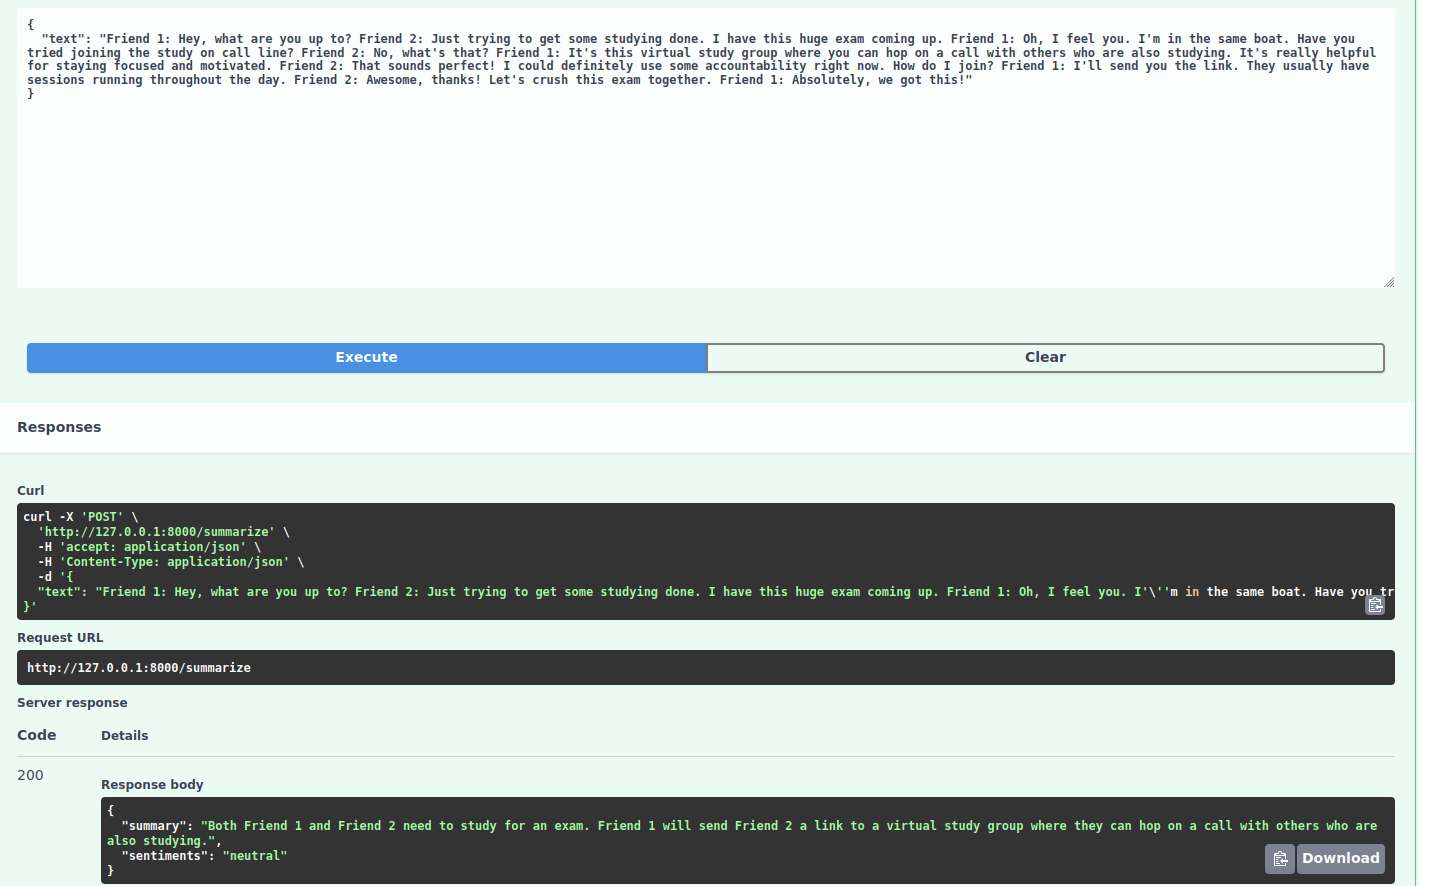 {
  "text": "Friend 1: Hey, what are you up to? Friend 2: Just trying to get some studying done. I have this huge exam coming up. Friend 1: Oh, I feel you. I'm in the same boat. Have you
tried joining the study on call line? Friend 2: No, what's that? Friend 1: It's this virtual study group where you can hop on a call with others who are also studying. It's really helpful
for staying focused and motivated. Friend 2: That sounds perfect! I could definitely use some accountability right now. How do I join? Friend 1: I'll send you the link. They usually have
sessions running throughout the day. Friend 2: Awesome, thanks! Let's crush this exam together. Friend 1: Absolutely, we got this!"
}
Execute
Clear
Responses
Curl
curl -X 'POST' \
  'http://127.0.0.1:8000/summarize' \
  -H 'accept: application/json' \
  -H 'Content-Type: application/json' \
  -d '{
  "text": "Friend 1: Hey, what are you up to? Friend 2: Just trying to get some studying done. I have this huge exam coming up. Friend 1: Oh, I feel you. I'\''m in the same boat. Have you tr
}'
Request URL
http://127.0.0.1:8000/summarize
Server response
Code Details
200
Response body
{
  "summary": "Both Friend 1 and Friend 2 need to study for an exam. Friend 1 will send Friend 2 a link to a virtual study group where they can hop on a call with others who are
also studying.",
  "sentiments": "neutral"
}
Download